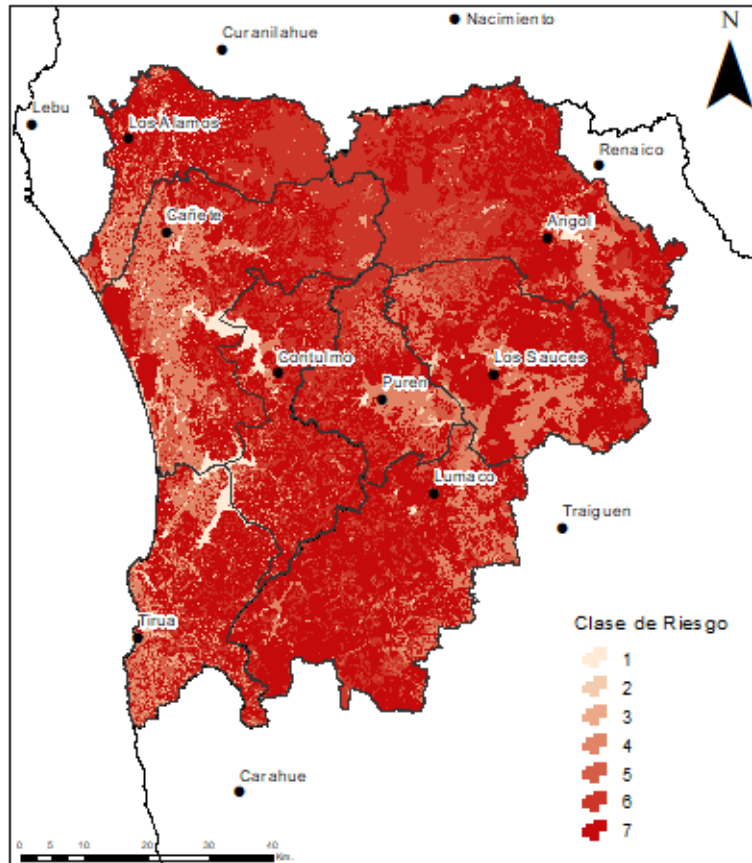 Nacimiento
N
Curanilahue
Lebu
Los Alamos
Renaico
Cañete
Angol
Contulmo
Los Sauces
Puren
Lumaco
Traiguen
Clase de Riesgo
1
2
3
4
5
6
7
Tirua
Carahue
0 5 10 20 30 40
Km.